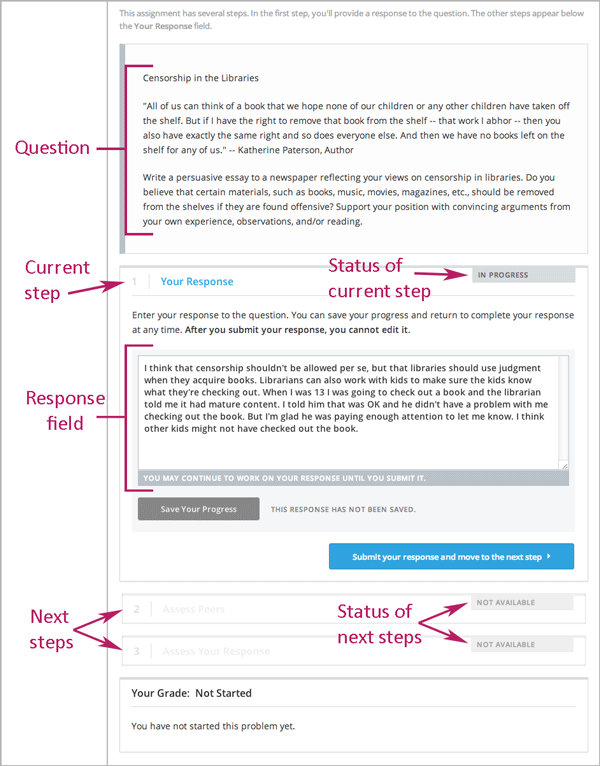 This assignment has several steps. In the first step, you'll provide a response to the question. The other steps appear below
the Your Response field.
Censorship in the Libraries
"All of us can think of a book that we hope none of our children or any other children have taken off
the shelf. But if I have the right to remove that book from the shelf -- that work I abhor -- then you
also have exactly the same right and so does everyone else. And then we have no books left on the
shelf for any of us." -- Katherine Paterson, Author
Question
Write a persuasive essay to a newspaper reflecting your views on censorship in libraries. Do you
believe that certain materials, such as books, music, movies, magazines, etc., should be removed
from the shelves if they are found offensive? Support your position with convincing arguments from
your own experience, observations, and/or reading.
Current
step
1 Your Response
Status of
current step
IN PROGRESS
Enter your response to the question. You can save your progress and return to complete your response
at any time. After you submit your response, you cannot edit it.
Response
field
I think that censorship shouldn't be allowed per se, but that libraries should use judgment
when they acquire books. Librarians can also work with kids to make sure the kids know
what they're checking out. When I was 13 I was going to check out a book and the librarian
told me it had mature content. I told him that was OK and he didn't have a problem with me
checking out the book. But I'm glad he was paying enough attention to let me know. I think
other kids might not have checked out the book.
YOU MAY CONTINUE TO WORK ON YOUR RESPONSE UNTIL YOU SUBMIT IT.
Save Your Progress THIS RESPONSE HAS NOT BEEN SAVED.
Submit your response and move to the next step
Next
steps
2 Assess Peers
Status of
next steps
NOT AVAILABLE
3 Assess Your Response
NOT AVAILABLE
Your Grade: Not Started
You have not started this problem yet.